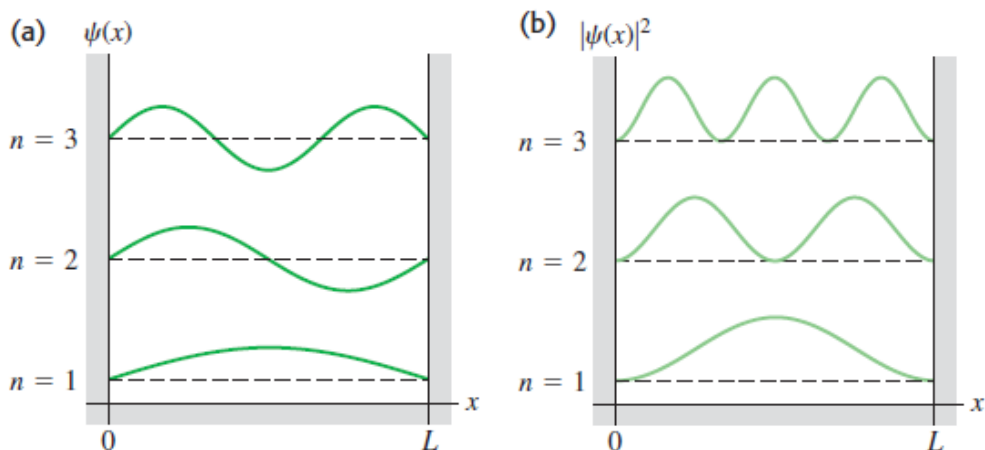 (a) ψ(x)
n = 3
n = 2
n = 1
x
0 L
(b) |ψ(x)|²
n = 3
n = 2
n = 1
x
0 L